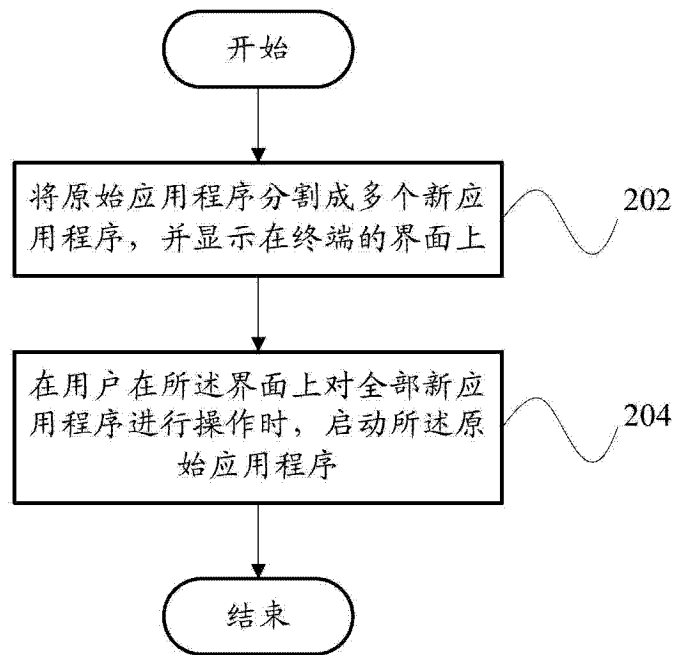 开始
将原始应用程序分割成多个新应
用程序，并显示在终端的界面上
202
在用户在所述界面上对全部新应
用程序进行操作时，启动所述原
始应用程序
204
结束